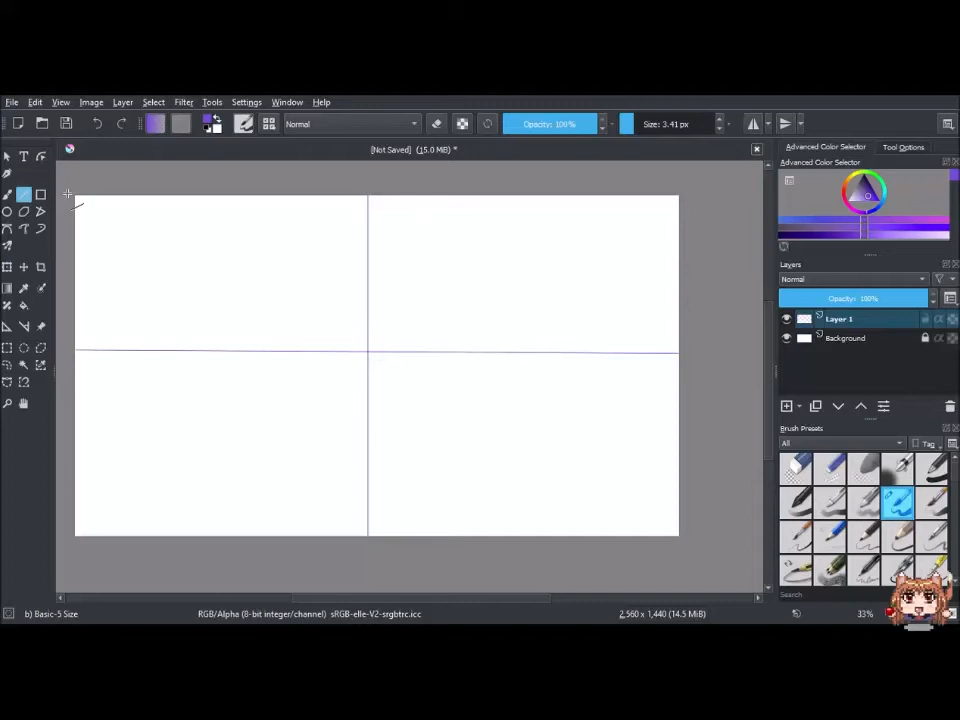 File Edit View Image Layer Select Filter Tools Settings Window Help
Normal Opacity: 100% Size: 3.41 px
[Not Saved] (15.0 MiB) *
Advanced Color Selector Tool Options
Advanced Color Selector
Layers
Normal
Opacity: 100%
Layer 1
Background
Brush Presets
All Tag
Search
b) Basic-5 Size RGB/Alpha (8-bit integer/channel) sRGB-elle-V2-srgbtrc.icc 2,560 x 1,440 (14.5 MiB) 33%